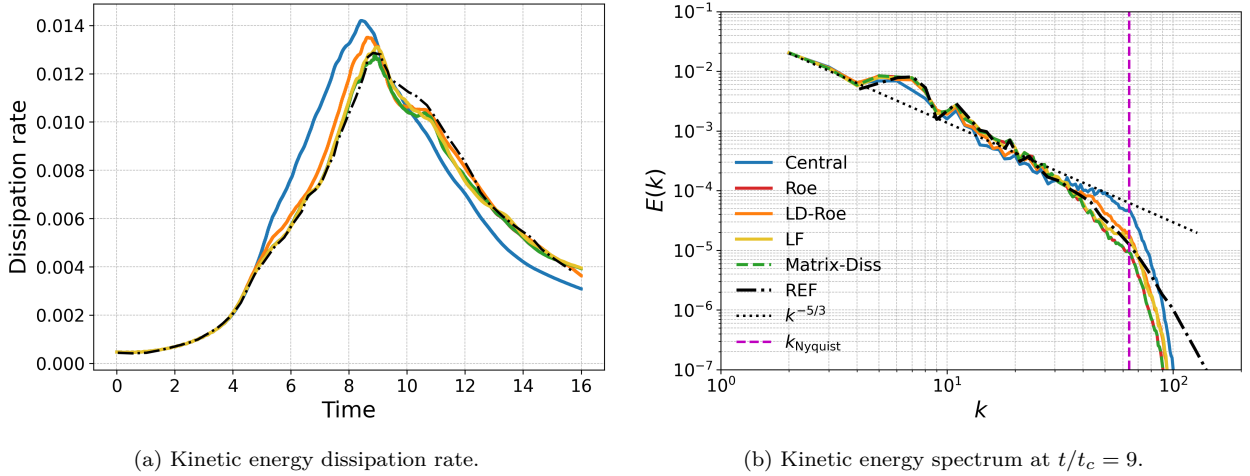 0.014
0.012
0.010
0.008
0.006
0.004
0.002
0.000
Dissipation rate
0 2 4 6 8 10 12 14 16
Time
(a) Kinetic energy dissipation rate.
10⁻¹
10⁻²
10⁻³
10⁻⁴
10⁻⁵
10⁻⁶
10⁻⁷
E(k)
Central
Roe
LD-Roe
LF
Matrix-Diss
REF
k⁻⁵/³
k_Nyquist
10⁰ 10¹ 10²
k
(b) Kinetic energy spectrum at t/t_c = 9.